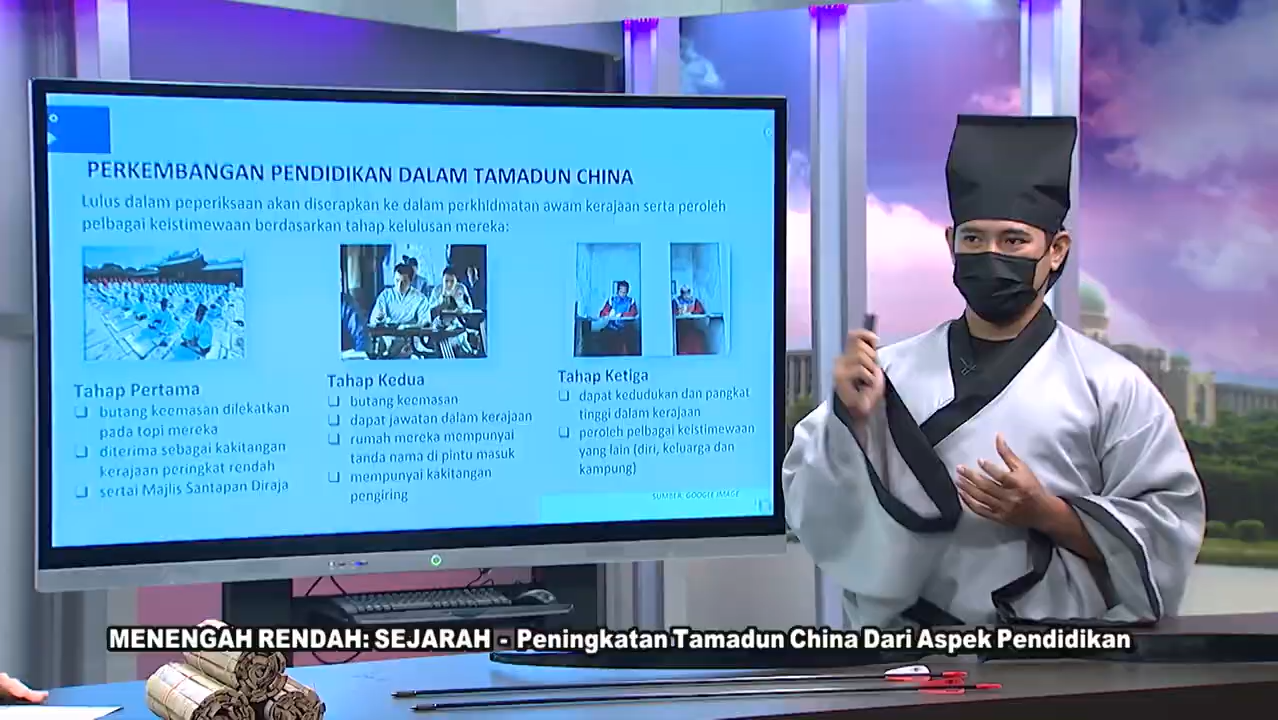 PERKEMBANGAN PENDIDIKAN DALAM TAMADUN CHINA
Lulus dalam peperiksaan akan diserapkan ke dalam perkhidmatan awam kerajaan serta peroleh
pelbagai keistimewaan berdasarkan tahap kelulusan mereka:
Tahap Pertama
butang keemasan dilekatkan
pada topi mereka
diterima sebagai kakitangan
kerajaan peringkat rendah
sertai Majlis Santapan Diraja
Tahap Kedua
butang keemasan
dapat jawatan dalam kerajaan
rumah mereka mempunyai
tanda nama di pintu masuk
mempunyai kakitangan
pengiring
Tahap Ketiga
dapat kedudukan dan pangkat
tinggi dalam kerajaan
peroleh pelbagai keistimewaan
yang lain (diri, keluarga dan
kampung)
SUMBER: GOOGLE IMAGE
MENENGAH RENDAH: SEJARAH - Peningkatan Tamadun China Dari Aspek Pendidikan